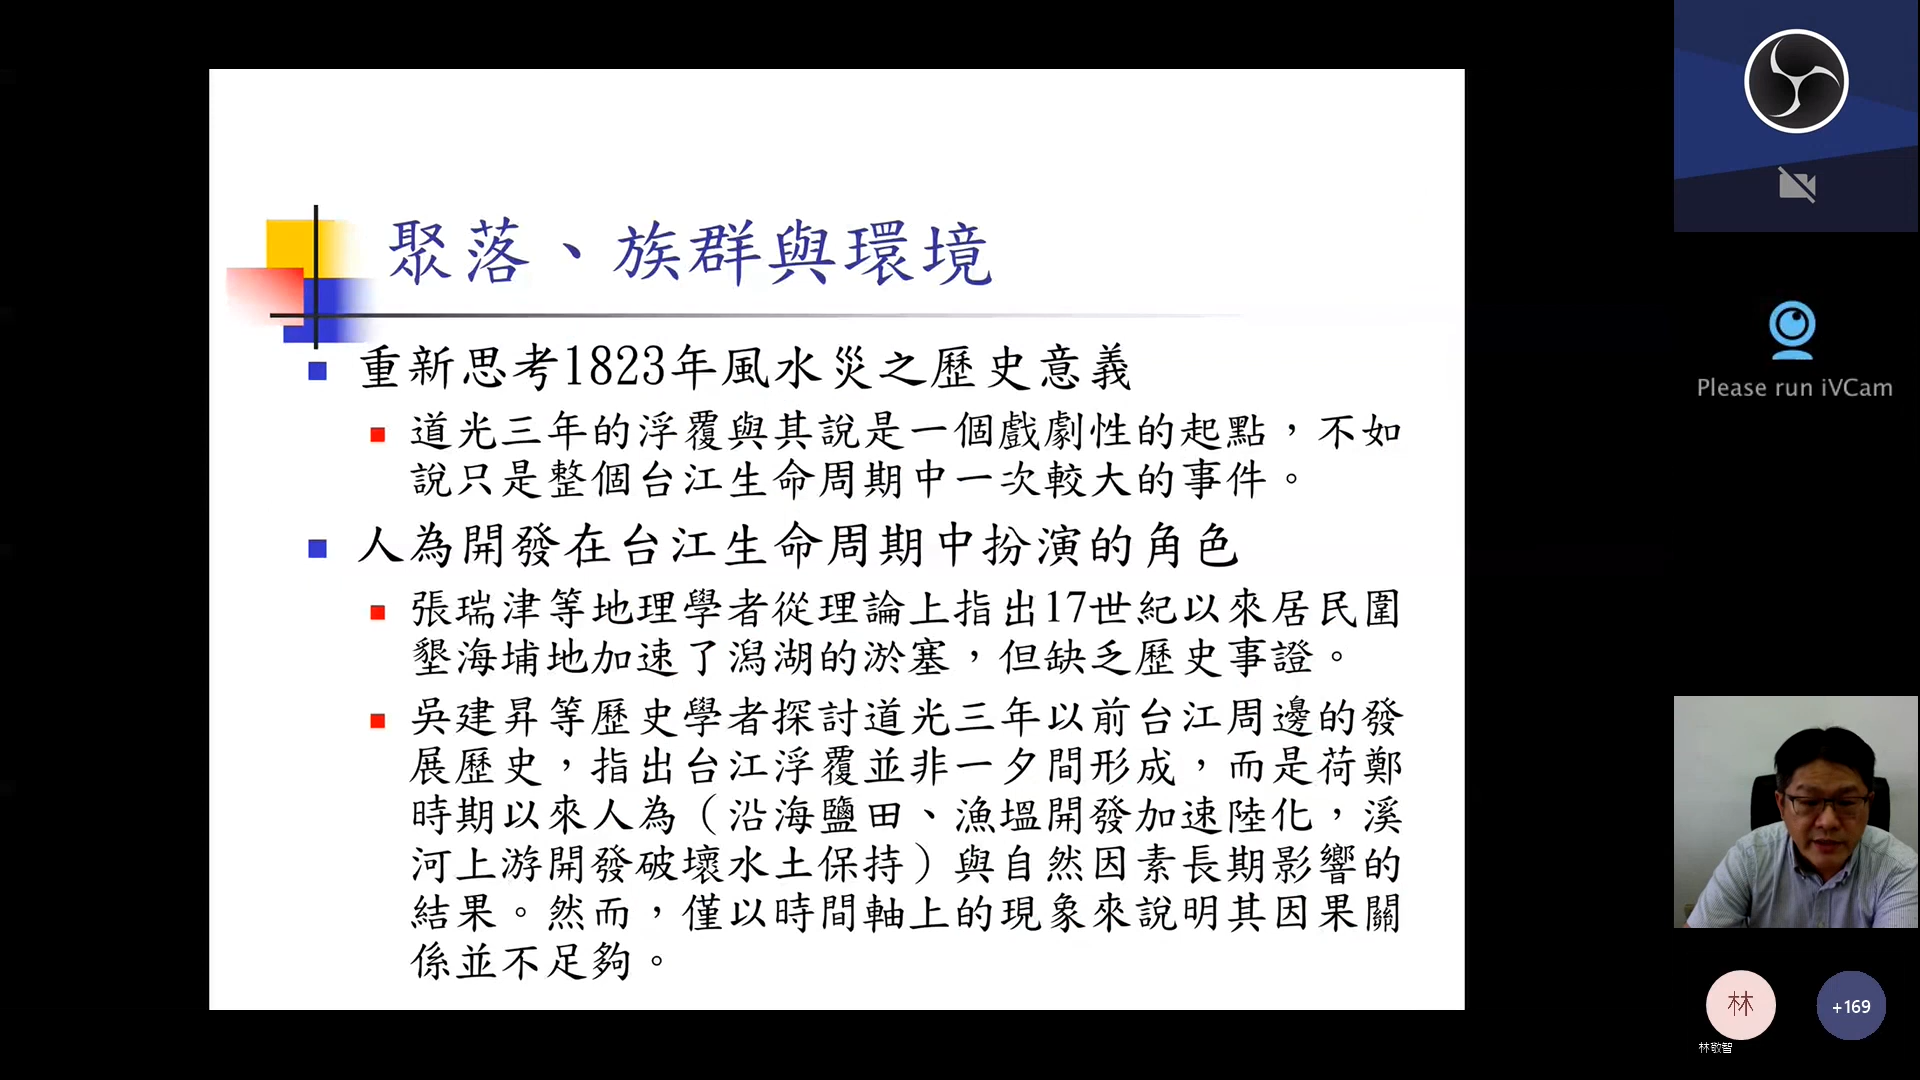 聚落、族群與環境
重新思考1823年風水災之歷史意義
道光三年的浮覆與其說是一個戲劇性的起點，不如
說只是整個台江生命周期中一次較大的事件。
人為開發在台江生命周期中扮演的角色
張瑞津等地理學者從理論上指出17世紀以來居民圍
墾海埔地加速了潟湖的淤塞，但缺乏歷史事證。
吳建昇等歷史學者探討道光三年以前台江周邊的發
展歷史，指出台江浮覆並非一夕間形成，而是荷鄭
時期以來人為（沿海鹽田、漁塭開發加速陸化，溪
河上游開發破壞水土保持）與自然因素長期影響的
結果。然而，僅以時間軸上的現象來說明其因果關
係並不足夠。
Please run iVCam
林
+169
林敬智